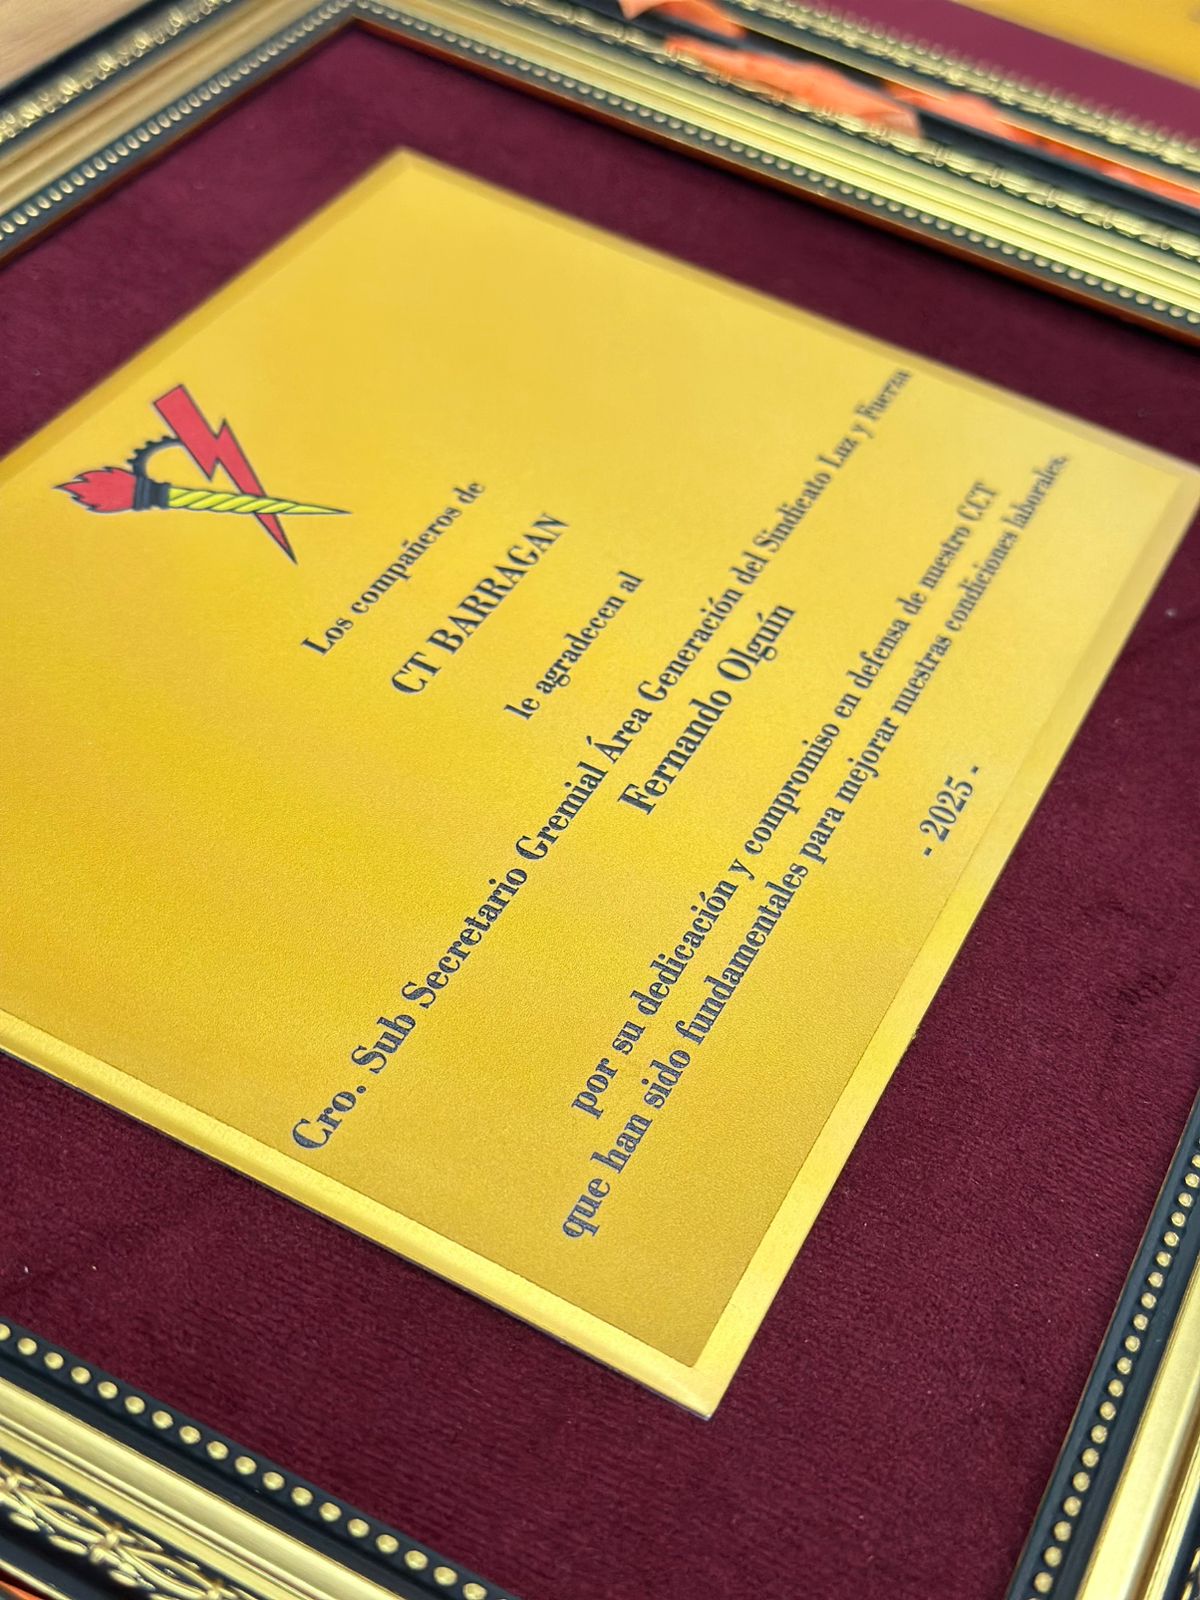 Los compañeros de
CT BARRAGAN
le agradecen al
Cro. Sub Secretario Gremial Área Generación del Sindicato Luz y Fuerza
Fernando Olguín
por su dedicación y compromiso en defensa de nuestro CCT
que han sido fundamentales para mejorar nuestras condiciones laborales.
- 2025 -